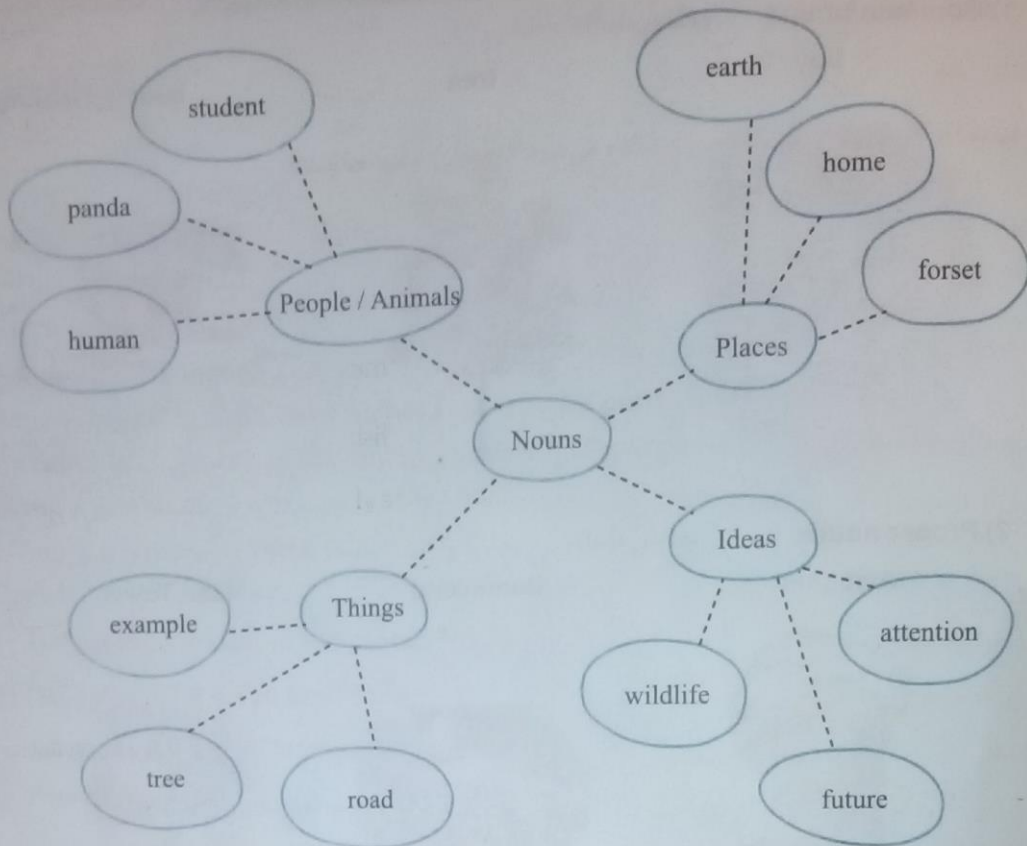 earth
student
home
panda
forset
People / Animals
human
Places
Nouns
Ideas
Things
example
attention
wildlife
tree
road
future